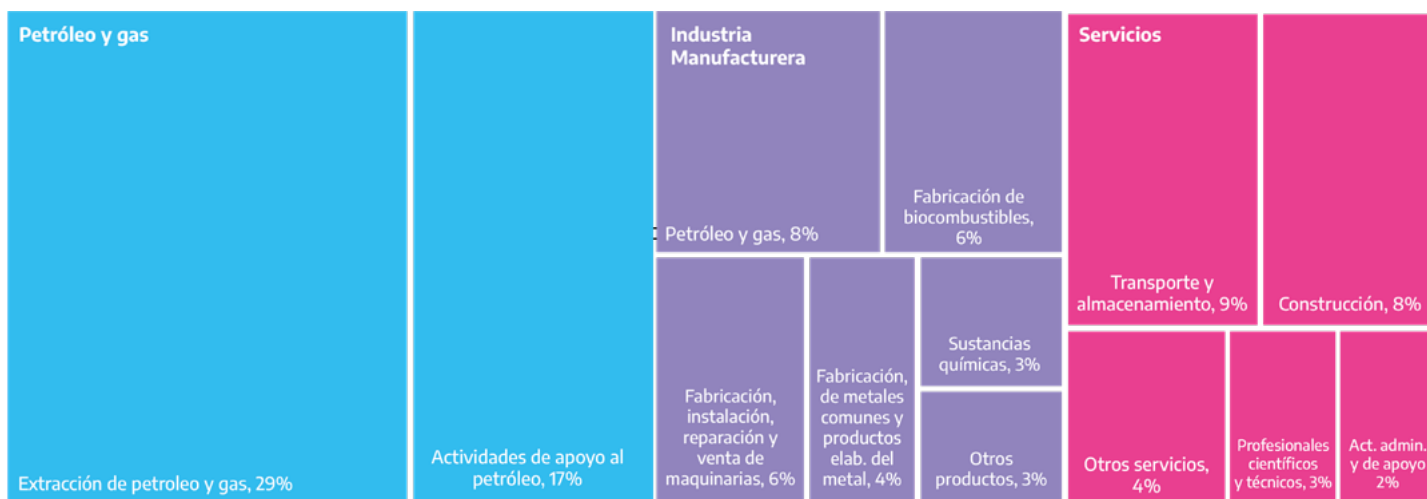 Petróleo y gas
Extracción de petroleo y gas, 29%
Actividades de apoyo al
petróleo, 17%
Industria
Manufacturera
Petróleo y gas, 8%
Fabricación de
biocombustibles,
6%
Fabricación,
instalación,
reparación y
venta de
maquinarias, 6%
Fabricación,
de metales
comunes y
productos
elab. del
metal, 4%
Sustancias
químicas, 3%
Otros
productos, 3%
Servicios
Transporte y
almacenamiento, 9%
Construcción, 8%
Otros servicios,
4%
Profesionales
científicos
y técnicos, 3%
Act. admin.
y de apoyo
2%